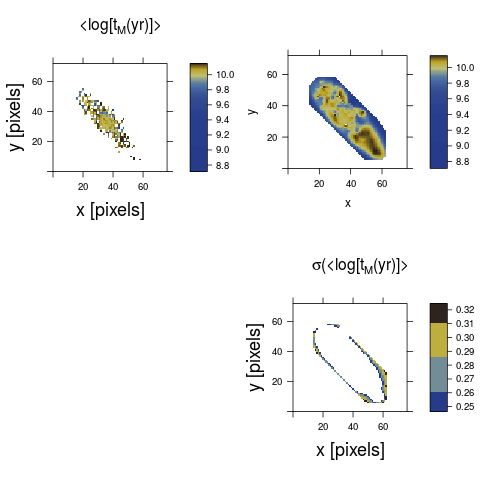 <log[tM(yr)]>
60
40
20
20 40 60
x [pixels]
y [pixels]
10.0
9.8
9.6
9.4
9.2
9.0
8.8
60
40
20
20 40 60
x
y
10.0
9.8
9.6
9.4
9.2
9.0
8.8
σ(<log[tM(yr)]>
60
40
20
20 40 60
x [pixels]
y [pixels]
0.32
0.31
0.30
0.29
0.28
0.27
0.26
0.25